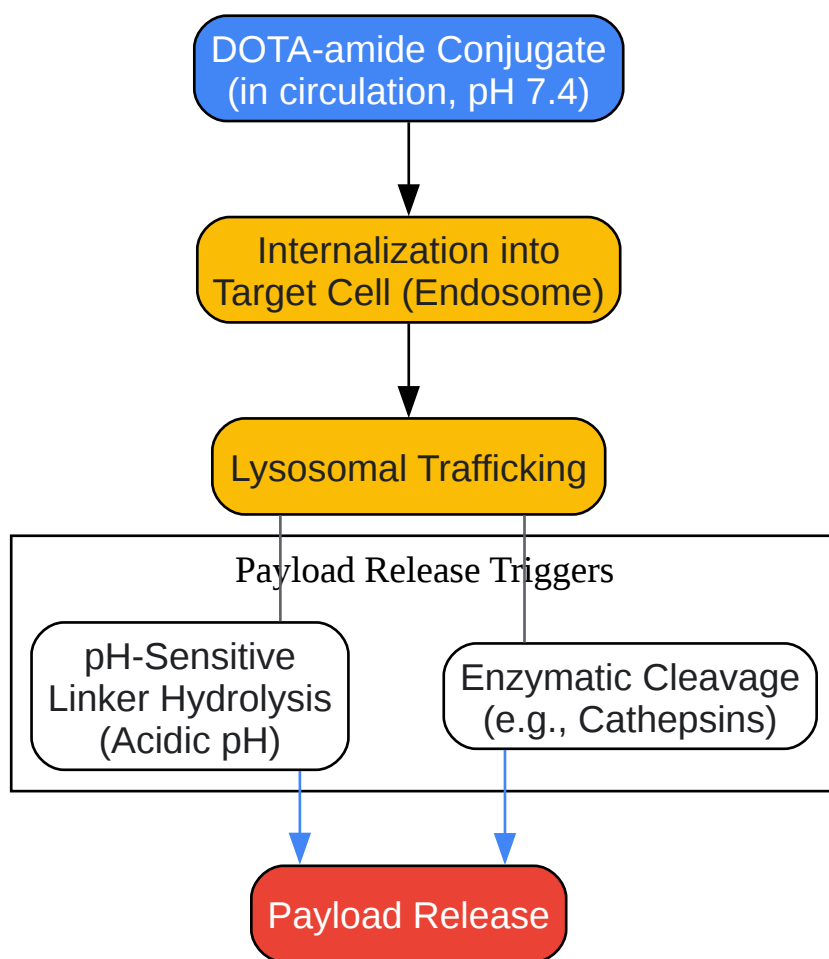 DOTA-amide Conjugate
(in circulation, pH 7.4)
Internalization into
Target Cell (Endosome)
Lysosomal Trafficking
Payload Release Triggers
pH-Sensitive
Linker Hydrolysis
(Acidic pH)
Enzymatic Cleavage
(e.g., Cathepsins)
Payload Release